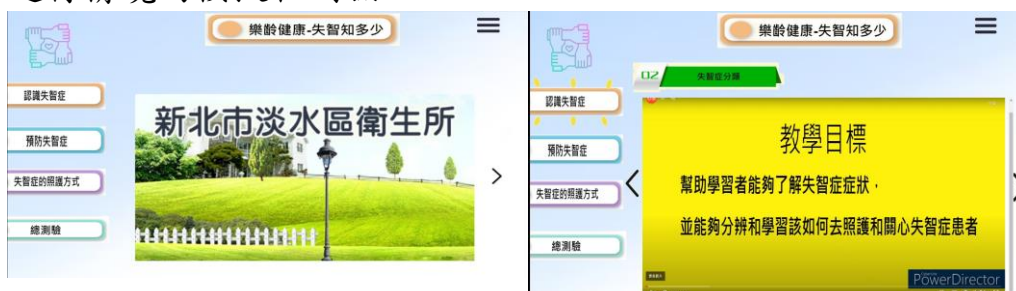 樂齡健康-失智知多少
認識失智症
預防失智症
失智症的照護方式
總測驗
新北市淡水區衛生所
樂齡健康-失智知多少
認識失智症
預防失智症
失智症的照護方式
總測驗
02 失智症分類
教學目標
幫助學習者能夠了解失智症症狀,
並能夠分辨和學習該如何去照護和關心失智症患者
PowerDirector